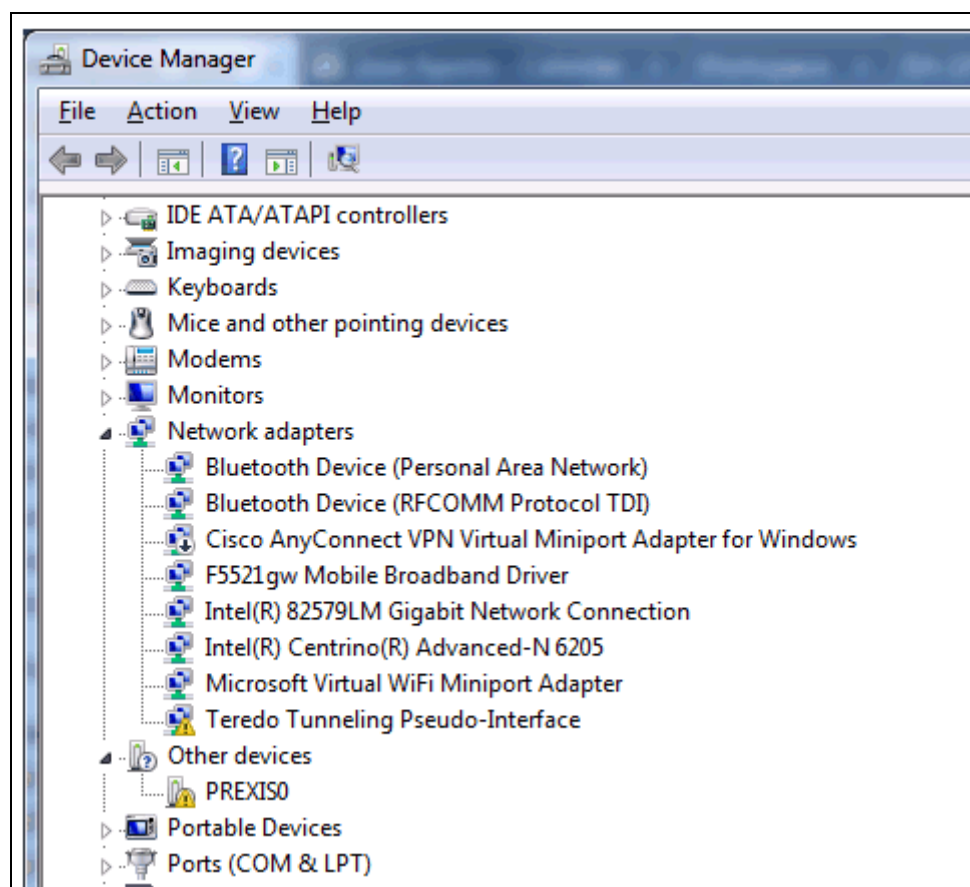 Device Manager
File Action View Help
IDE ATA/ATAPI controllers
Imaging devices
Keyboards
Mice and other pointing devices
Modems
Monitors
Network adapters
Bluetooth Device (Personal Area Network)
Bluetooth Device (RFCOMM Protocol TDI)
Cisco AnyConnect VPN Virtual Miniport Adapter for Windows
F5521gw Mobile Broadband Driver
Intel(R) 82579LM Gigabit Network Connection
Intel(R) Centrino(R) Advanced-N 6205
Microsoft Virtual WiFi Miniport Adapter
Teredo Tunneling Pseudo-Interface
Other devices
PREXIS0
Portable Devices
Ports (COM & LPT)